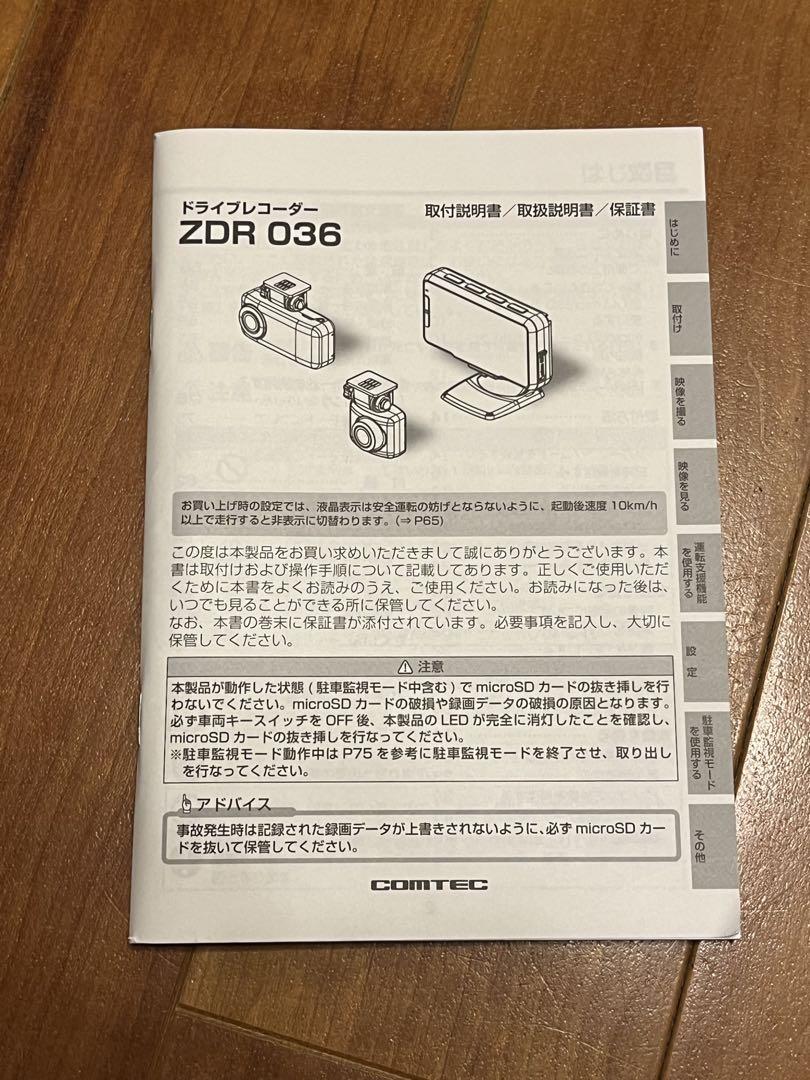 ドライブレコーダー
ZDR 036
取付説明書／取扱説明書／保証書
お買い上げ時の設定では、液晶表示は安全運転の妨げとならないように、起動後速度 10km/h
以上で走行すると非表示に切替わります。(⇒ P65)
この度は本製品をお買い求めいただきまして誠にありがとうございます。本
書は取付けおよび操作手順について記載してあります。正しくご使用いただ
くために本書をよくお読みのうえ、ご使用ください。お読みになった後は、
いつでも見ることができる所に保管してください。
なお、本書の巻末に保証書が添付されています。必要事項を記入し、大切に
保管してください。
注意
本製品が動作した状態 ( 駐車監視モード中含む ) で microSD カードの抜き挿しを行
わないでください。microSD カードの破損や録画データの破損の原因となります。
必ず車両キースイッチを OFF 後、本製品の LED が完全に消灯したことを確認し、
microSD カードの抜き挿しを行なってください。
※駐車監視モード動作中は P75 を参考に駐車監視モードを終了させ、取り出し
を行なってください。
アドバイス
事故発生時は記録された録画データが上書きされないように、必ず microSD カー
ドを抜いて保管してください。
COMTEC
はじめに
取付け
映像を撮る
映像を見る
運転支援機能
を使用する
設 定
駐車監視モード
を使用する
その他